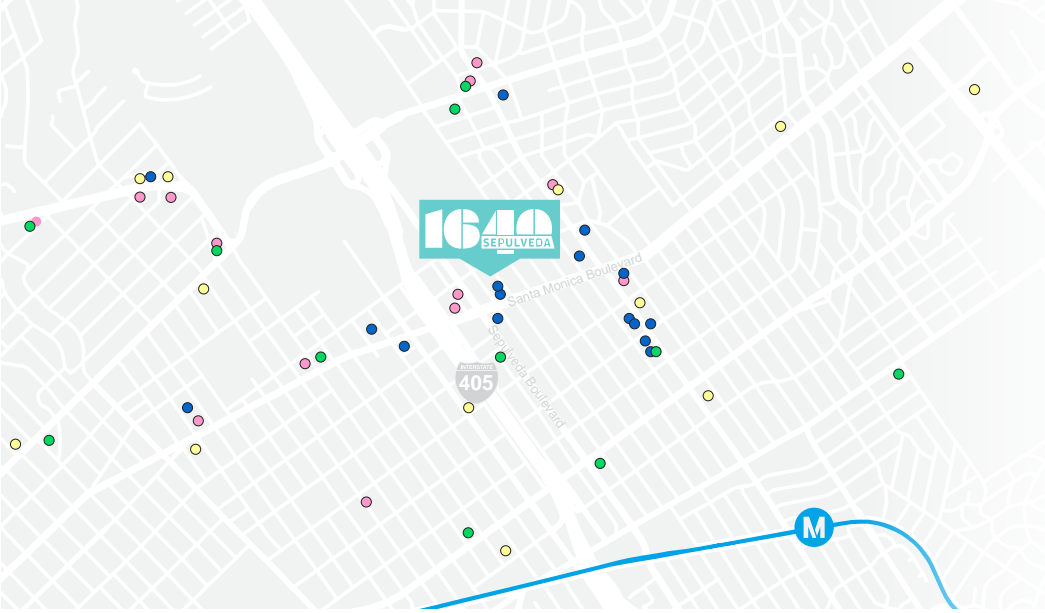 1640
SEPULVEDA
Santa Monica Boulevard
Sepulveda Boulevard
INTERSTATE
405
M